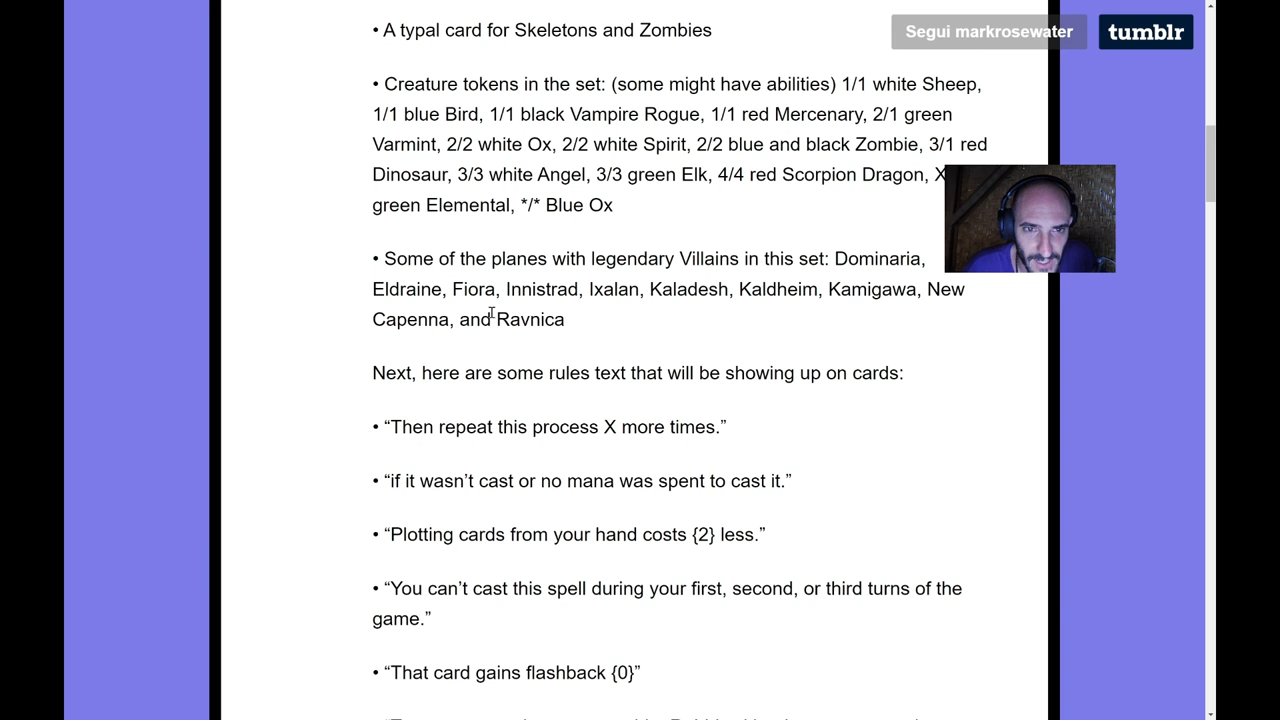 • A typal card for Skeletons and Zombies
Segui markrosewater
tumblr
• Creature tokens in the set: (some might have abilities) 1/1 white Sheep,
1/1 blue Bird, 1/1 black Vampire Rogue, 1/1 red Mercenary, 2/1 green
Varmint, 2/2 white Ox, 2/2 white Spirit, 2/2 blue and black Zombie, 3/1 red
Dinosaur, 3/3 white Angel, 3/3 green Elk, 4/4 red Scorpion Dragon, X
green Elemental, */* Blue Ox
• Some of the planes with legendary Villains in this set: Dominaria,
Eldraine, Fiora, Innistrad, Ixalan, Kaladesh, Kaldheim, Kamigawa, New
Capenna, and Ravnica
Next, here are some rules text that will be showing up on cards:
• “Then repeat this process X more times.”
• “if it wasn’t cast or no mana was spent to cast it.”
• “Plotting cards from your hand costs {2} less.”
• “You can’t cast this spell during your first, second, or third turns of the
game.”
• “That card gains flashback {0}”